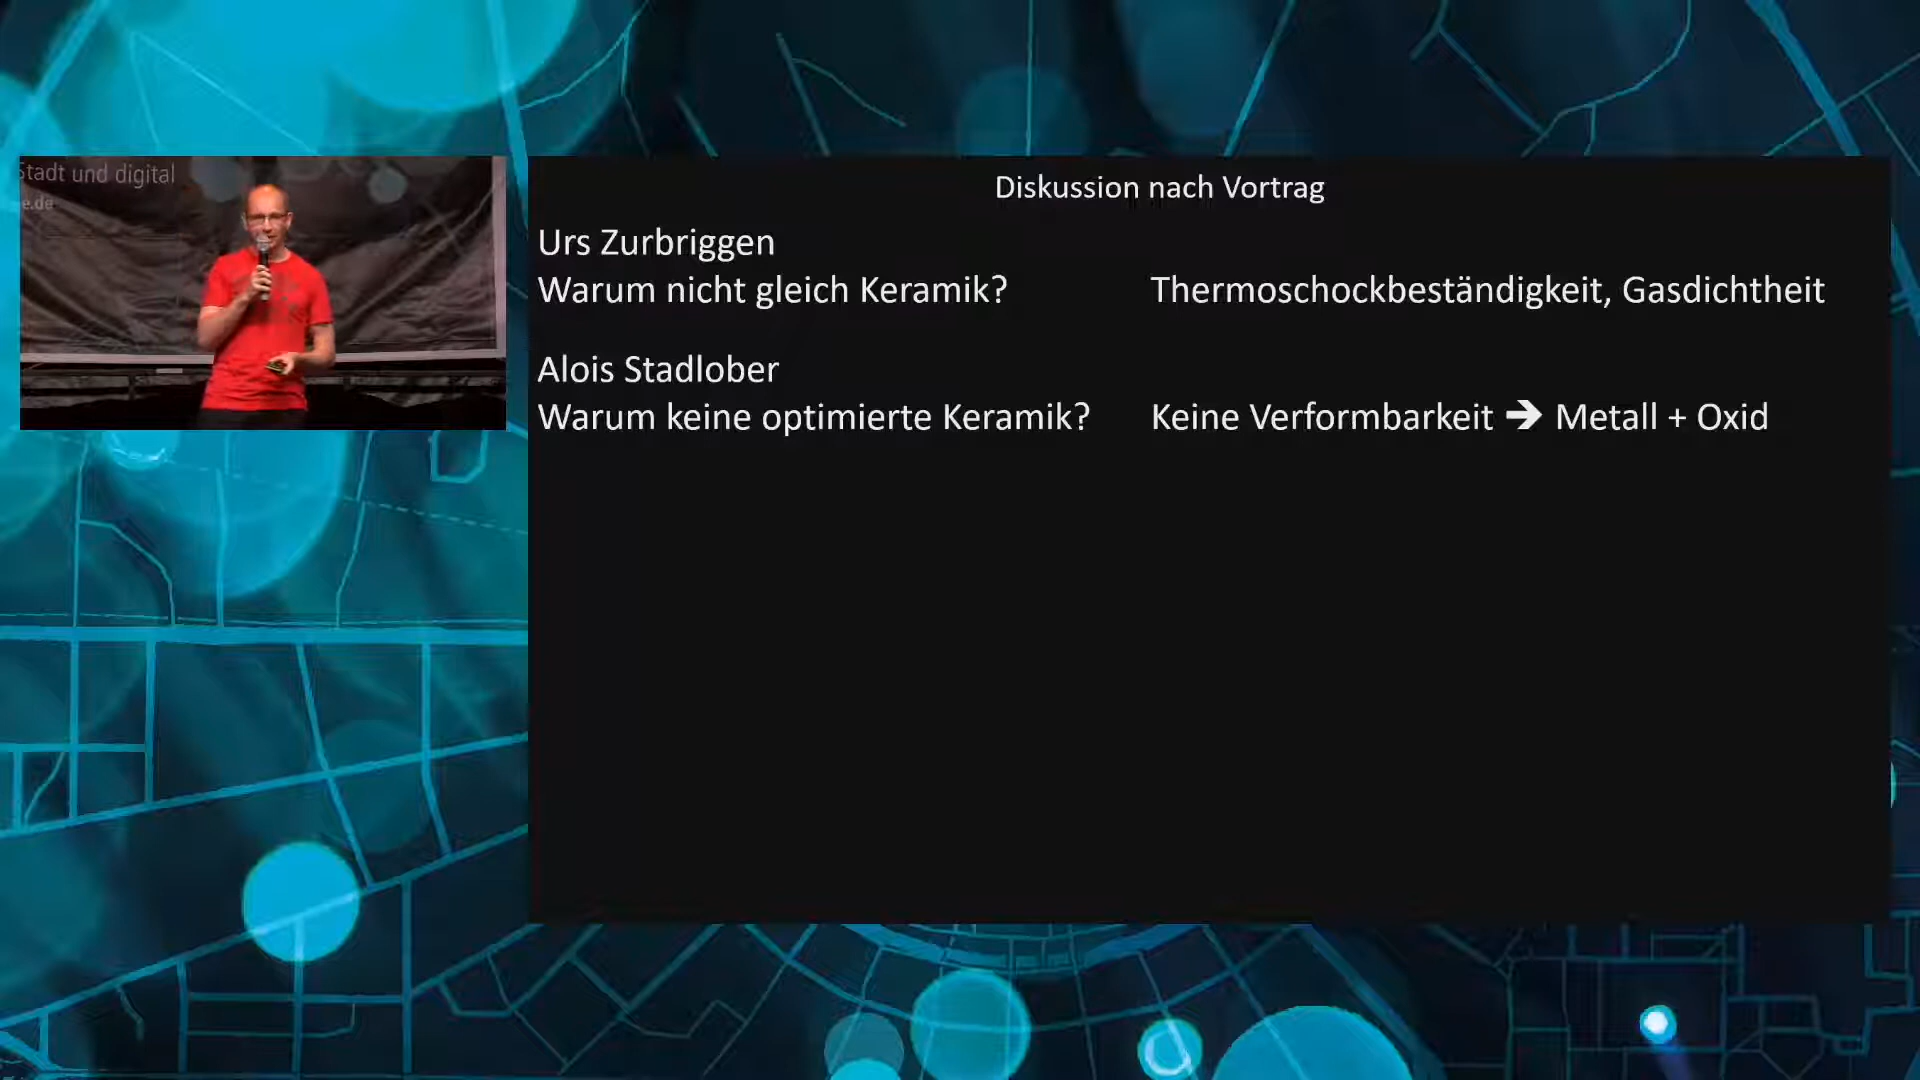 Stadt und digital
e.de
Diskussion nach Vortrag
Urs Zurbriggen
Warum nicht gleich Keramik? Thermoschockbeständigkeit, Gasdichtheit
Alois Stadlober
Warum keine optimierte Keramik? Keine Verformbarkeit ➔ Metall + Oxid